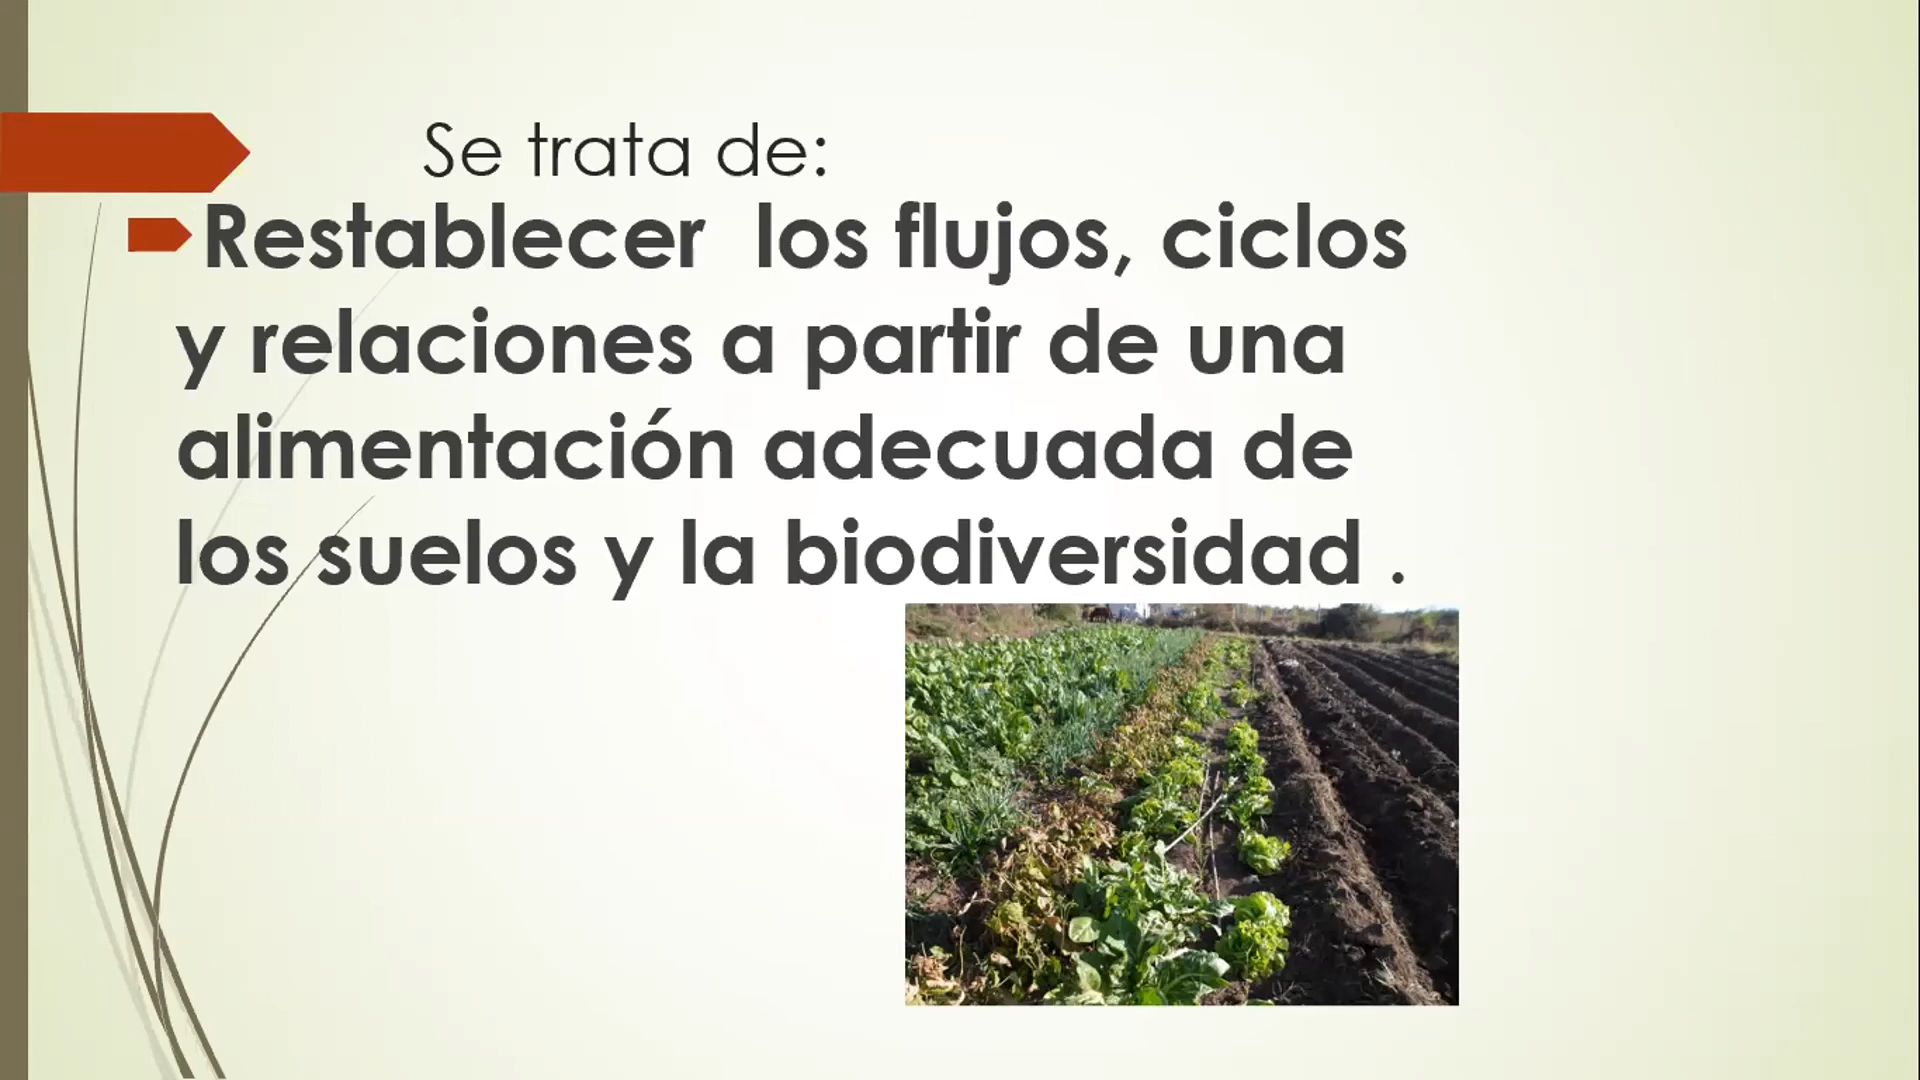 Se trata de:
Restablecer  los flujos, ciclos
y relaciones a partir de una
alimentación adecuada de
los suelos y la biodiversidad .